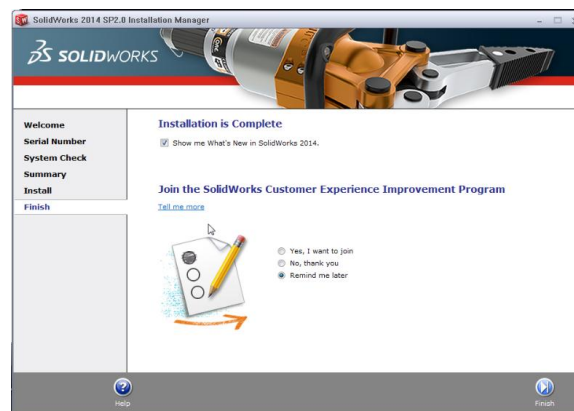 SolidWorks 2014 SP2.0 Installation Manager
SOLIDWORKS
Welcome
Serial Number
System Check
Summary
Install
Finish
Installation is Complete
Show me What's New in SolidWorks 2014.
Join the SolidWorks Customer Experience Improvement Program
Tell me more
Yes, I want to join
No, thank you
Remind me later
Help
Finish